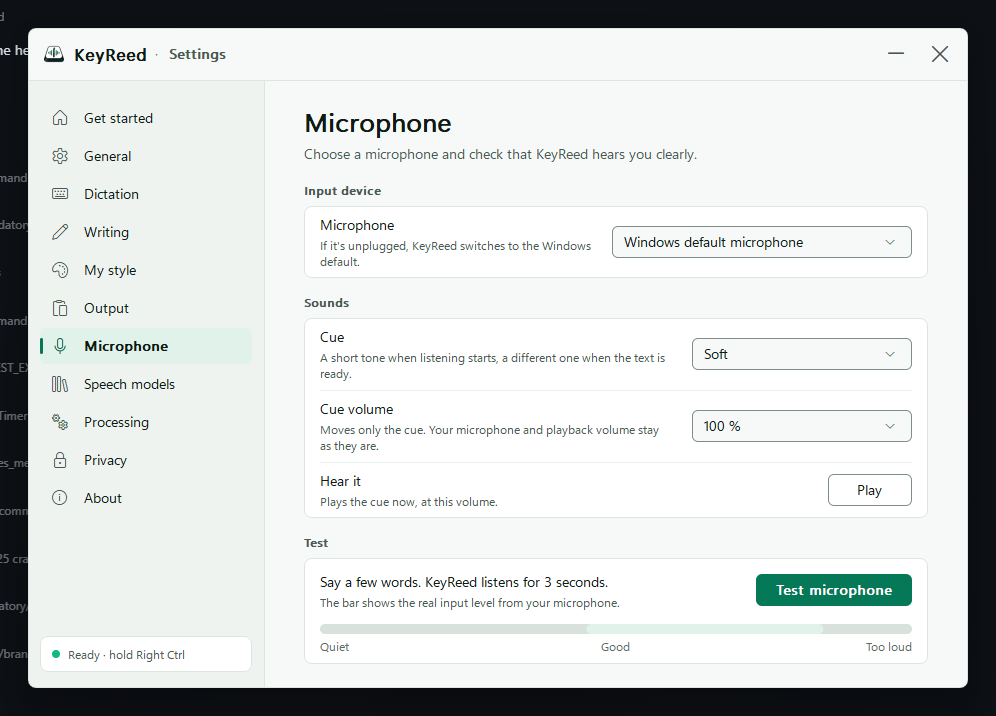 KeyReed · Settings
Get started
General
Dictation
Writing
My style
Output
Microphone
Speech models
Processing
Privacy
About
Ready · hold Right Ctrl
Microphone
Choose a microphone and check that KeyReed hears you clearly.
Input device
Microphone
If it's unplugged, KeyReed switches to the Windows
default.
Windows default microphone
Sounds
Cue
A short tone when listening starts, a different one when the text is
ready.
Soft
Cue volume
Moves only the cue. Your microphone and playback volume stay
as they are.
100 %
Hear it
Plays the cue now, at this volume.
Play
Test
Say a few words. KeyReed listens for 3 seconds.
The bar shows the real input level from your microphone.
Test microphone
Quiet
Good
Too loud